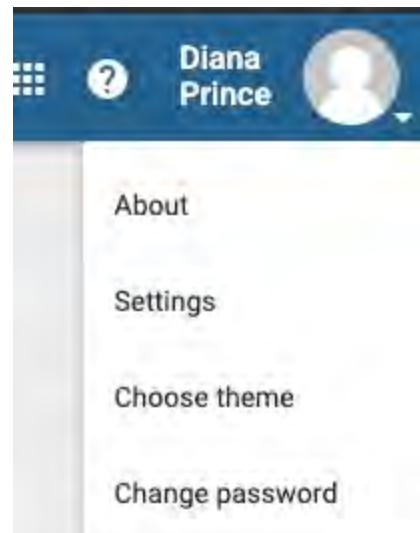 Diana
Prince
About
Settings
Choose theme
Change password